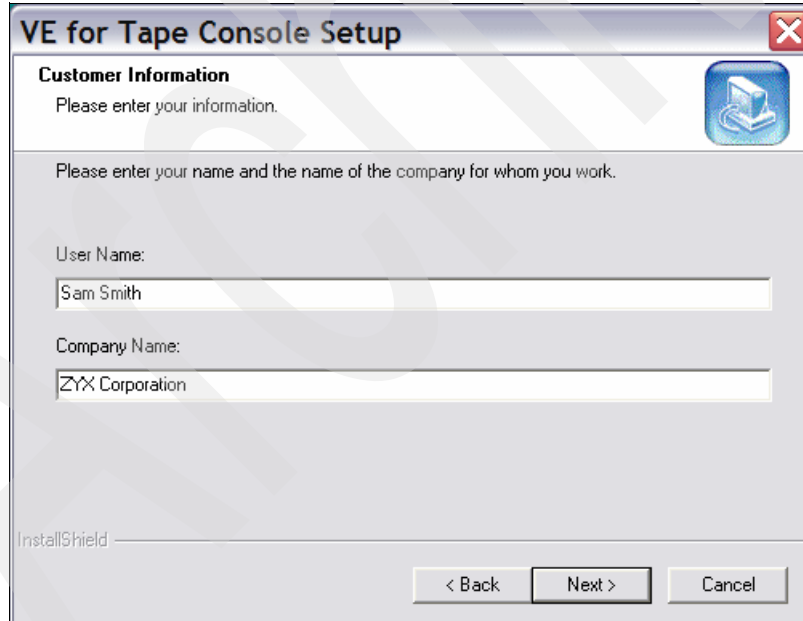 VE for Tape Console Setup
Customer Information
Please enter your information.
Please enter your name and the name of the company for whom you work.
User Name:
Sam Smith
Company Name:
ZYX Corporation
InstallShield
< Back Next > Cancel